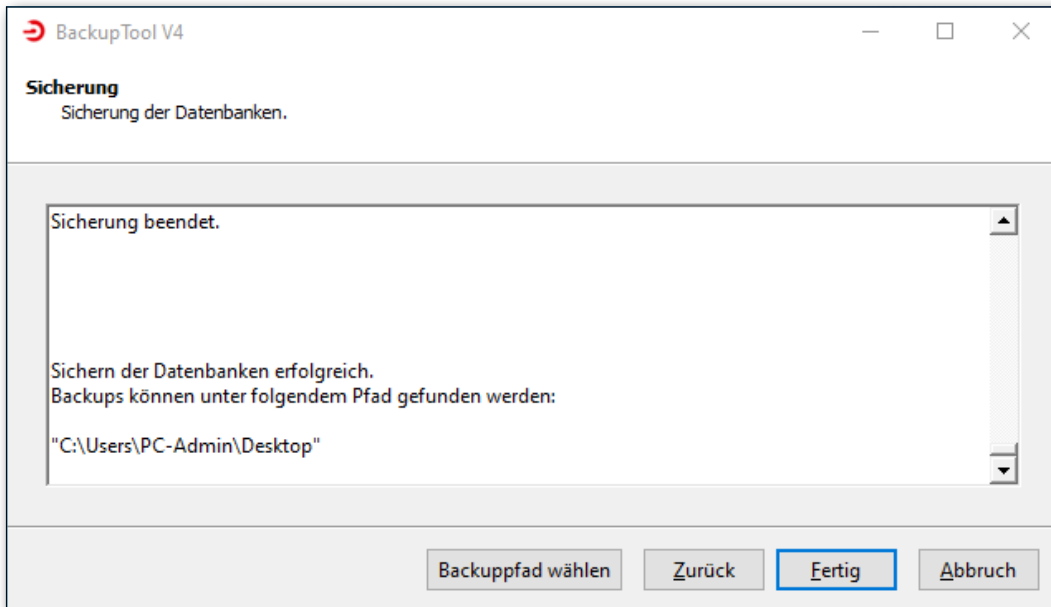 BackupTool V4
Sicherung
Sicherung der Datenbanken.
Sicherung beendet.
Sichern der Datenbanken erfolgreich.
Backups können unter folgendem Pfad gefunden werden:
"C:\Users\PC-Admin\Desktop"
Backuppfad wählen Zurück Fertig Abbruch